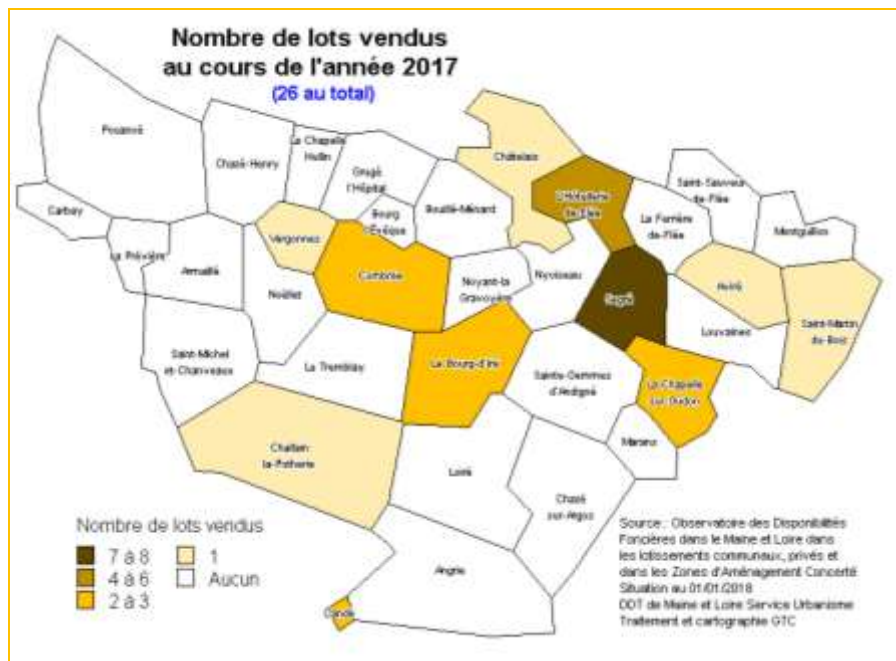 Nombre de lots vendus
au cours de l'année 2017
(26 au total)
Pouancé
Chazé-Henry
La Chapelle
Hullin
Grugé
l'Hôpital
Châtelais
L'Hôtellerie
de-Flée
Saint-Sauveur
de-Flée
La Ferrière
de-Flée
Montguillon
Carbay
La Prévière
Armaillé
Vergonnes
Bourg
l'Evêque
Bouillé-Ménard
Combrée
Noëllet
Noyant-la
Gravoyère
Nyoiseau
Segré
Aviré
Louvaines
Saint-Martin
du-Bois
Saint-Michel
et-Chanveaux
La Tremblay
Le Bourg-d'Iré
Sainte-Gemmes
d'Andigné
La Chapelle
sur-Oudon
Marans
Challain
la-Potherie
Loiré
Chazé
sur-Argos
Angrie
Candé
Nombre de lots vendus
7 à 8
4 à 6
2 à 3
1
Aucun
Source : Observatoire des Disponibilités
Foncières dans le Maine et Loire dans
les lotissements communaux, privés et
dans les Zones d'Aménagement Concerté
Situation au 01/01/2018
DDT de Maine et Loire Service Urbanisme
Traitement et cartographie GTC